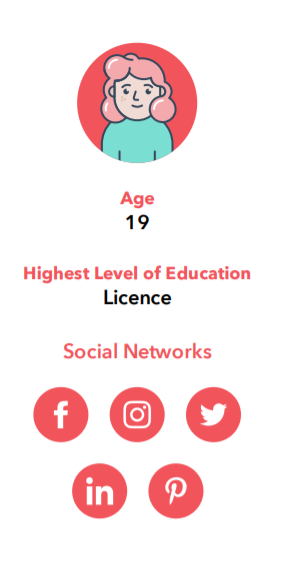 Age
19
Highest Level of Education
Licence
Social Networks